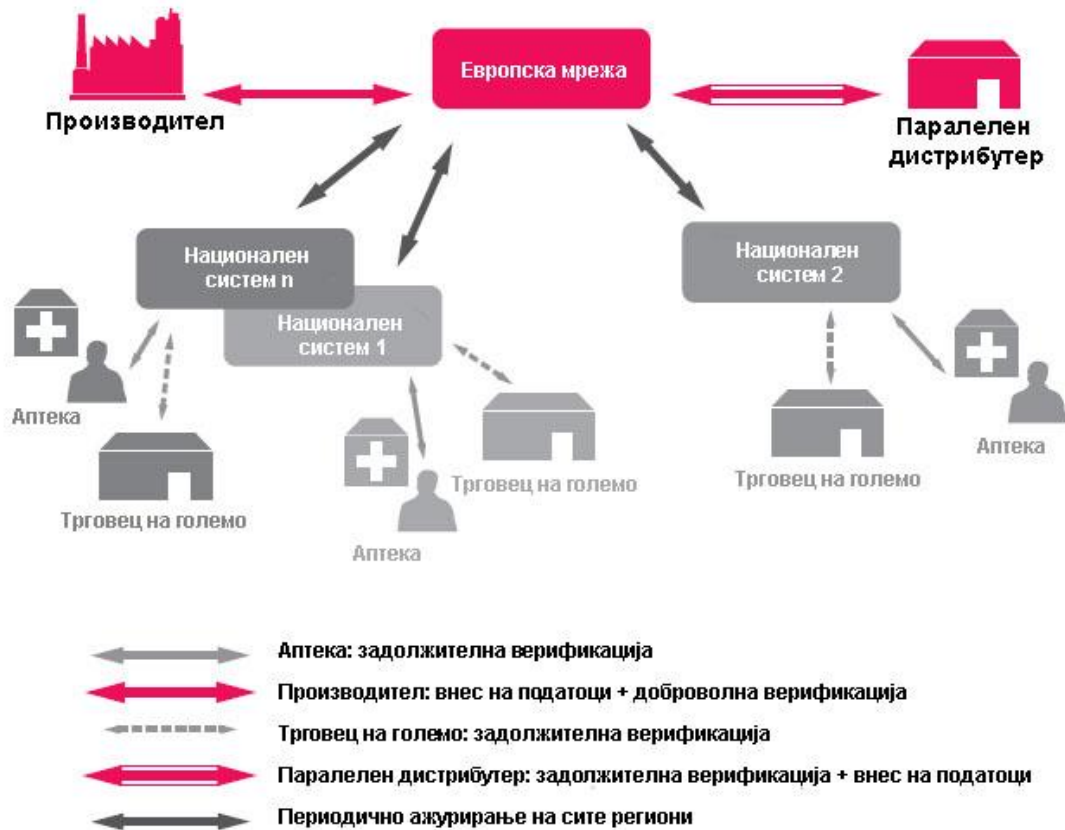 Европска мрежа
Производител
Паралелен
дистрибутер
Национален
систем n
Национален
систем 1
Национален
систем 2
Аптека
Трговец на големо
Аптека
Трговец на големо
Трговец на големо
Аптека
Аптека: задолжителна верификација
Производител: внес на податоци + доброволна верификација
Трговец на големо: задолжителна верификација
Паралелен дистрибутер: задолжителна верификација + внес на податоци
Периодично ажурирање на сите региони